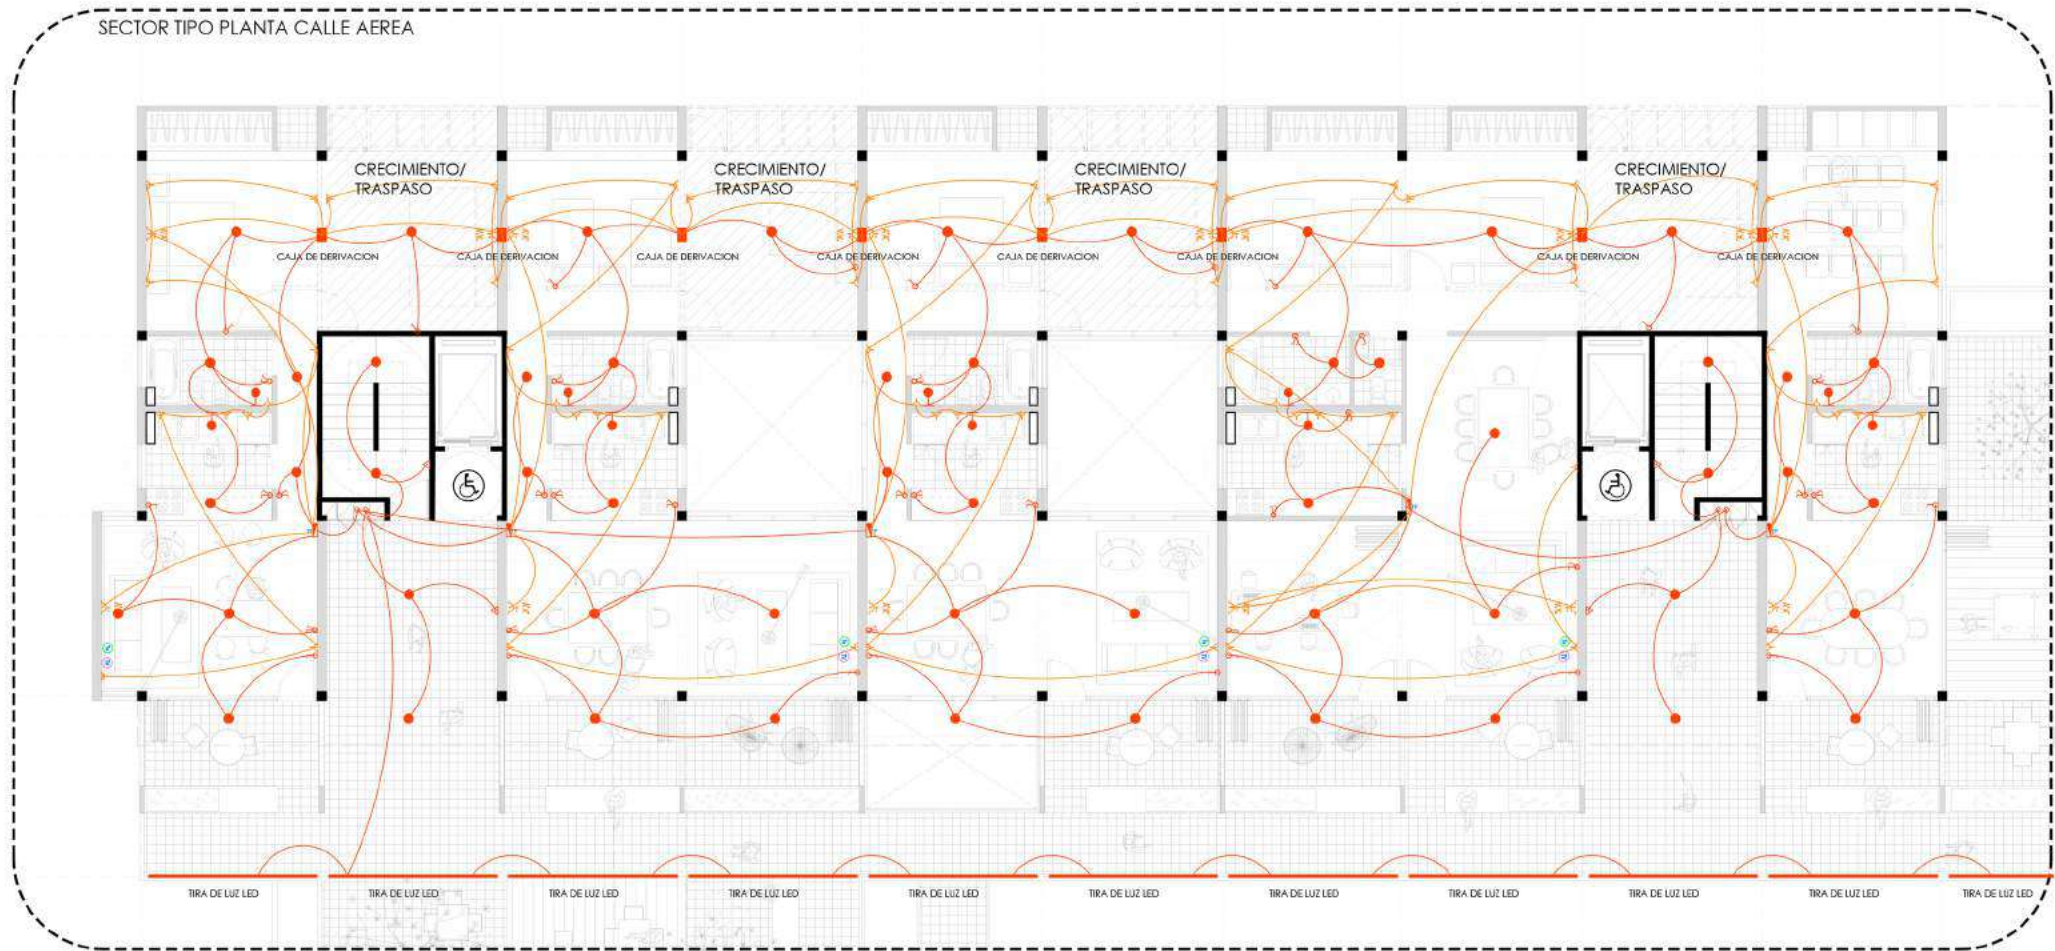 SECTOR TIPO PLANTA CALLE AEREA
CRECIMIENTO/
TRASPASO
CRECIMIENTO/
TRASPASO
CRECIMIENTO/
TRASPASO
CRECIMIENTO/
TRASPASO
CAJA DE DERIVACION
CAJA DE DERIVACION
CAJA DE DERIVACION
CAJA DE DERIVACION
CAJA DE DERIVACION
CAJA DE DERIVACION
CAJA DE DERIVACION
CAJA DE DERIVACION
TIRA DE LUZ LED
TIRA DE LUZ LED
TIRA DE LUZ LED
TIRA DE LUZ LED
TIRA DE LUZ LED
TIRA DE LUZ LED
TIRA DE LUZ LED
TIRA DE LUZ LED
TIRA DE LUZ LED
TIRA DE LUZ LED
TIRA DE LUZ LED